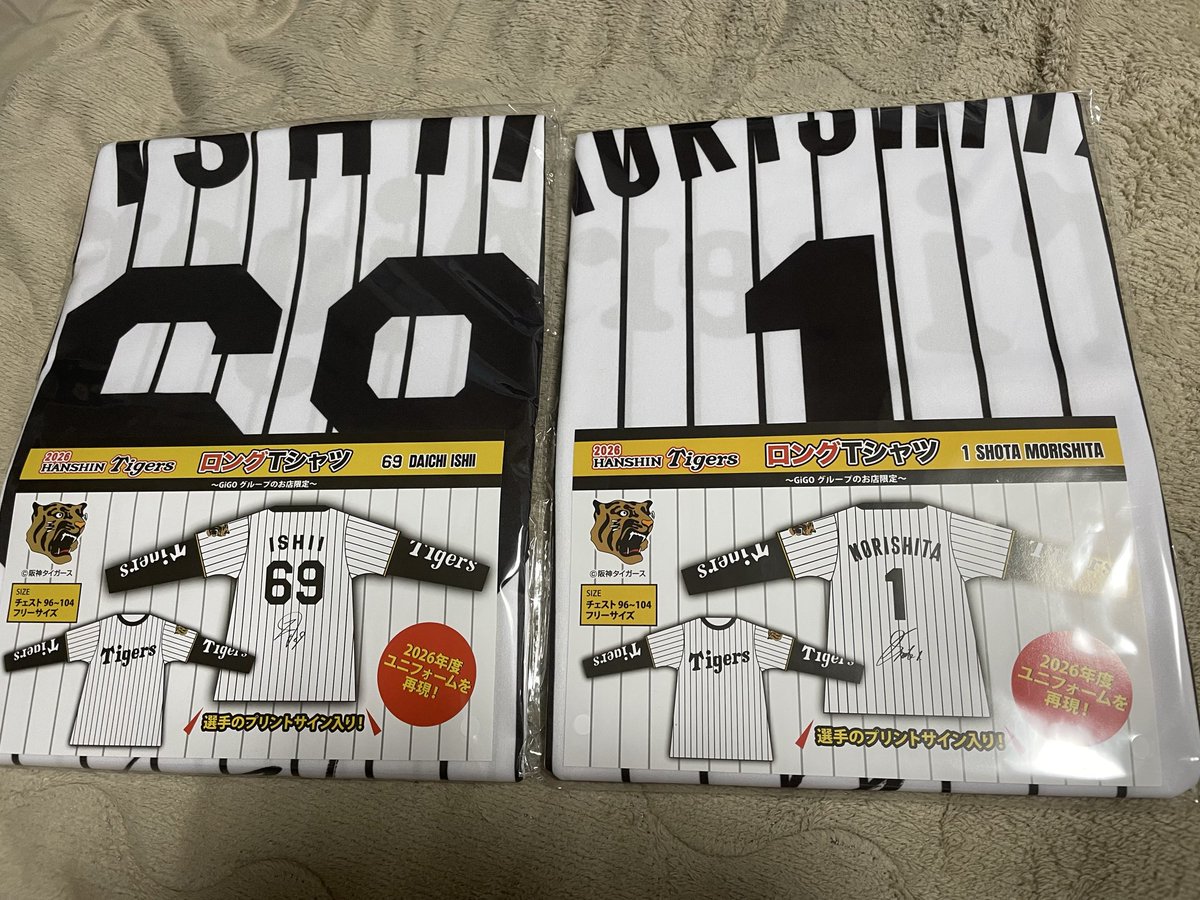 ISHII
69
2026
HANSHIN Tigers ロングTシャツ 69 DAICHI ISHII
～GiGO グループのお店限定～
©阪神タイガース
SIZE
チェスト 96~104
フリーサイズ
Tigers
ISHII
69
Tigers
Tigers
Tigers
Tigers
2026年度
ユニフォームを
再現!
選手のプリントサイン入り!
MORISHITA
1
2026
HANSHIN Tigers ロングTシャツ 1 SHOTA MORISHITA
～GiGO グループのお店限定～
©阪神タイガース
SIZE
チェスト 96~104
フリーサイズ
Tigers
MORISHITA
1
Tigers
Tigers
Tigers
Tigers
2026年度
ユニフォームを
再現!
選手のプリントサイン入り!